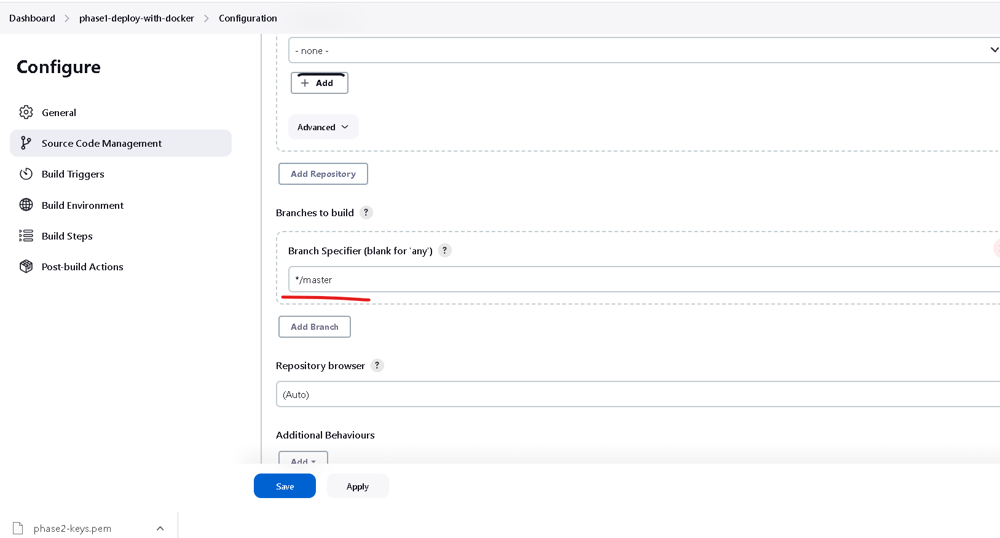 Dashboard > phase1-deploy-with-docker > Configuration
Configure
General
Source Code Management
Build Triggers
Build Environment
Build Steps
Post-build Actions
- none -
+ Add
Advanced
Add Repository
Branches to build ?
Branch Specifier (blank for 'any') ?
*/master
Add Branch
Repository browser ?
(Auto)
Additional Behaviours
Add
Save
Apply
phase2-keys.pem